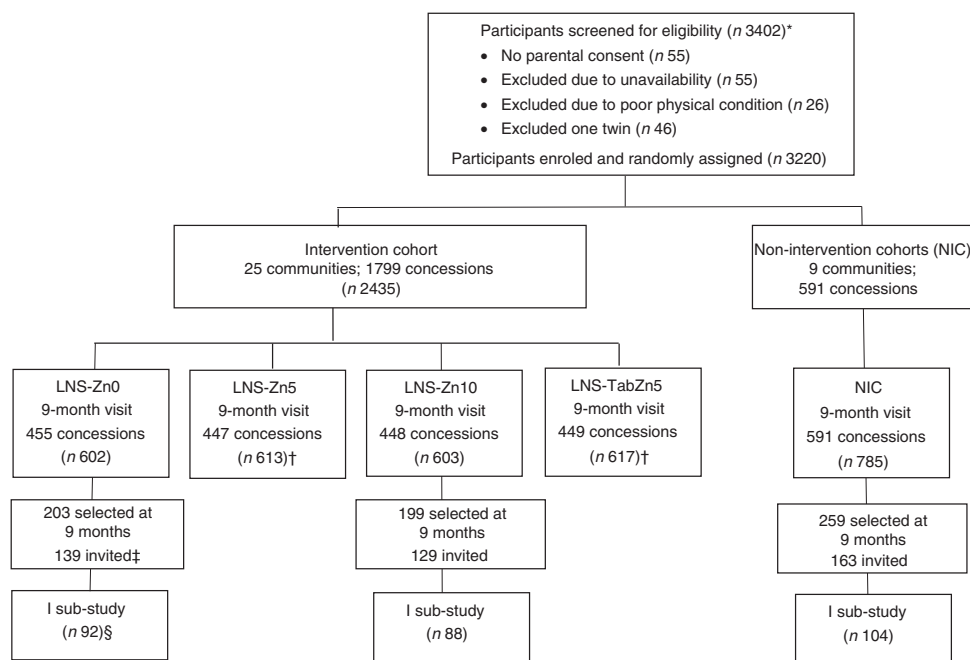 Participants screened for eligibility (n 3402)*
• No parental consent (n 55)
• Excluded due to unavailability (n 55)
• Excluded due to poor physical condition (n 26)
• Excluded one twin (n 46)
Participants enroled and randomly assigned (n 3220)
Intervention cohort
25 communities; 1799 concessions
(n 2435)
Non-intervention cohorts (NIC)
9 communities;
591 concessions
LNS-Zn0
9-month visit
455 concessions
(n 602)
LNS-Zn5
9-month visit
447 concessions
(n 613)†
LNS-Zn10
9-month visit
448 concessions
(n 603)
LNS-TabZn5
9-month visit
449 concessions
(n 617)†
NIC
9-month visit
591 concessions
(n 785)
203 selected at
9 months
139 invited‡
199 selected at
9 months
129 invited
259 selected at
9 months
163 invited
I sub-study
(n 92)§
I sub-study
(n 88)
I sub-study
(n 104)